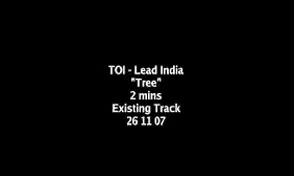 TOI - Lead India
"Tree"
2 mins
Existing Track
26 11 07